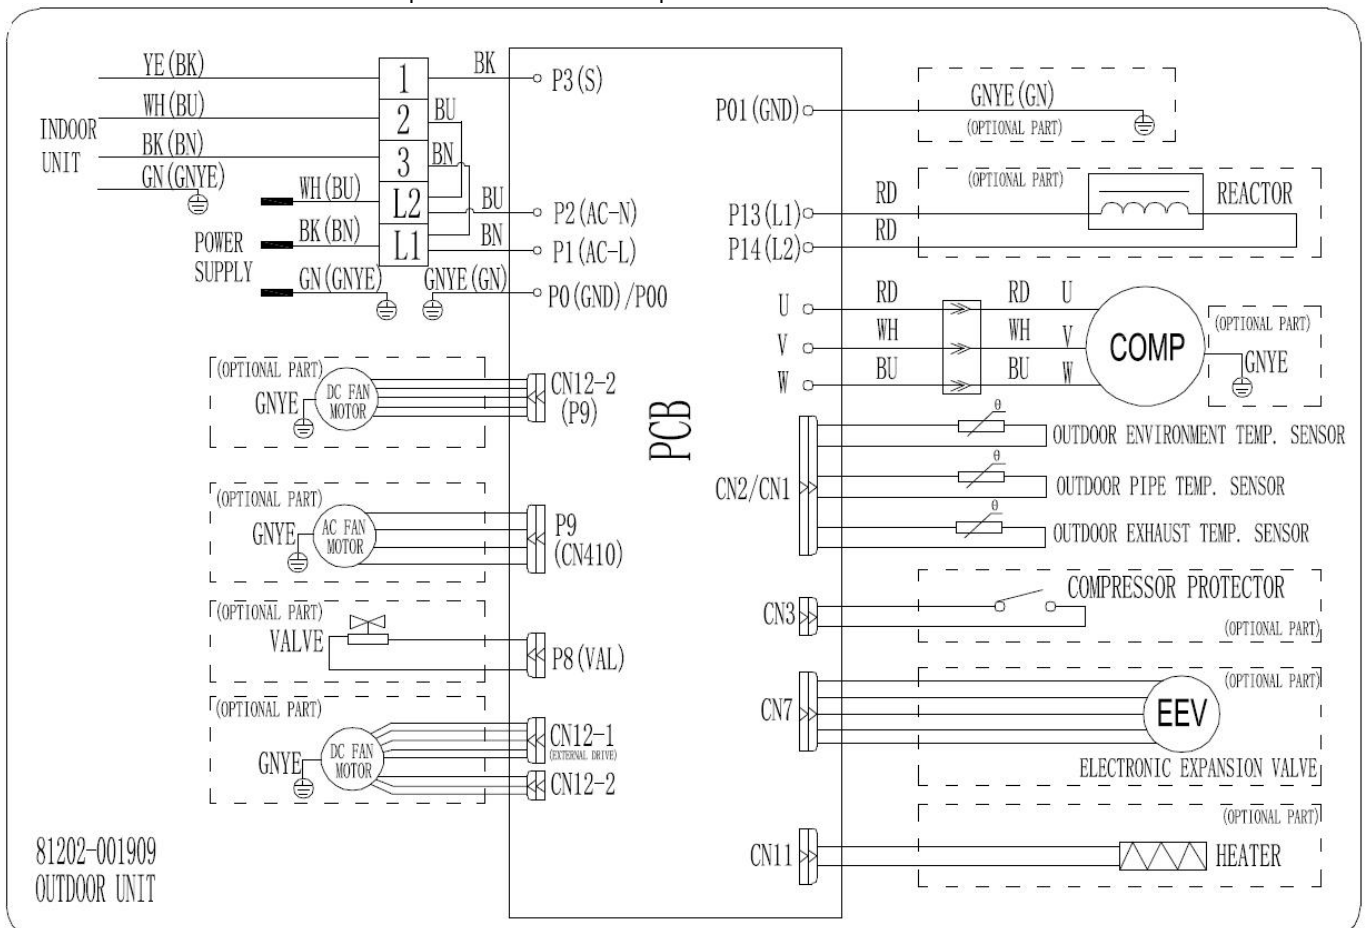 YE(BK)
1
BK
P3(S)
WH(BU)
2
BU
INDOOR
UNIT
BK(BN)
3
BN
GN(GNYE)
WH(BU)
L2
BU
P2(AC-N)
POWER
SUPPLY
BK(BN)
L1
BN
P1(AC-L)
GN(GNYE)
GNYE(GN)
P0(GND)/P00
(OPTIONAL PART)
GNYE
DC FAN
MOTOR
CN12-2
(P9)
(OPTIONAL PART)
GNYE
AC FAN
MOTOR
P9
(CN410)
(OPTIONAL PART)
VALVE
P8(VAL)
(OPTIONAL PART)
GNYE
DC FAN
MOTOR
CN12-1
(EXTERNAL DRIVE)
CN12-2
81202-001909
OUTDOOR UNIT
PCB
P01(GND)
GNYE(GN)
(OPTIONAL PART)
(OPTIONAL PART)
REACTOR
P13(L1)
RD
P14(L2)
RD
U
RD
RD
U
V
WH
WH
V
W
BU
BU
W
COMP
(OPTIONAL PART)
GNYE
CN2/CN1
θ
OUTDOOR ENVIRONMENT TEMP. SENSOR
θ
OUTDOOR PIPE TEMP. SENSOR
θ
OUTDOOR EXHAUST TEMP. SENSOR
CN3
COMPRESSOR PROTECTOR
(OPTIONAL PART)
CN7
(OPTIONAL PART)
EEV
ELECTRONIC EXPANSION VALVE
(OPTIONAL PART)
CN11
HEATER